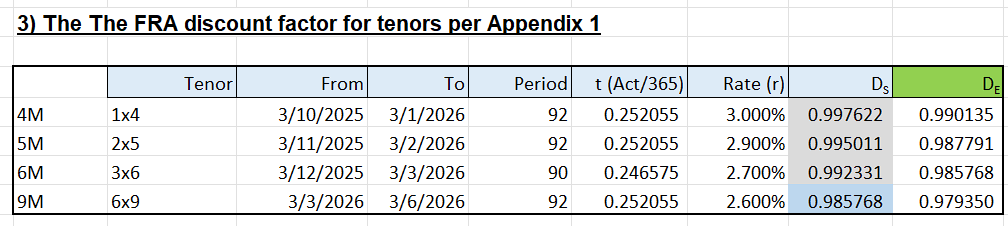 3) The The FRA discount factor for tenors per Appendix 1
Tenor From To Period t (Act/365) Rate (r) DS DE
4M 1x4 3/10/2025 3/1/2026 92 0.252055 3.000% 0.997622 0.990135
5M 2x5 3/11/2025 3/2/2026 92 0.252055 2.900% 0.995011 0.987791
6M 3x6 3/12/2025 3/3/2026 90 0.246575 2.700% 0.992331 0.985768
9M 6x9 3/3/2026 3/6/2026 92 0.252055 2.600% 0.985768 0.979350